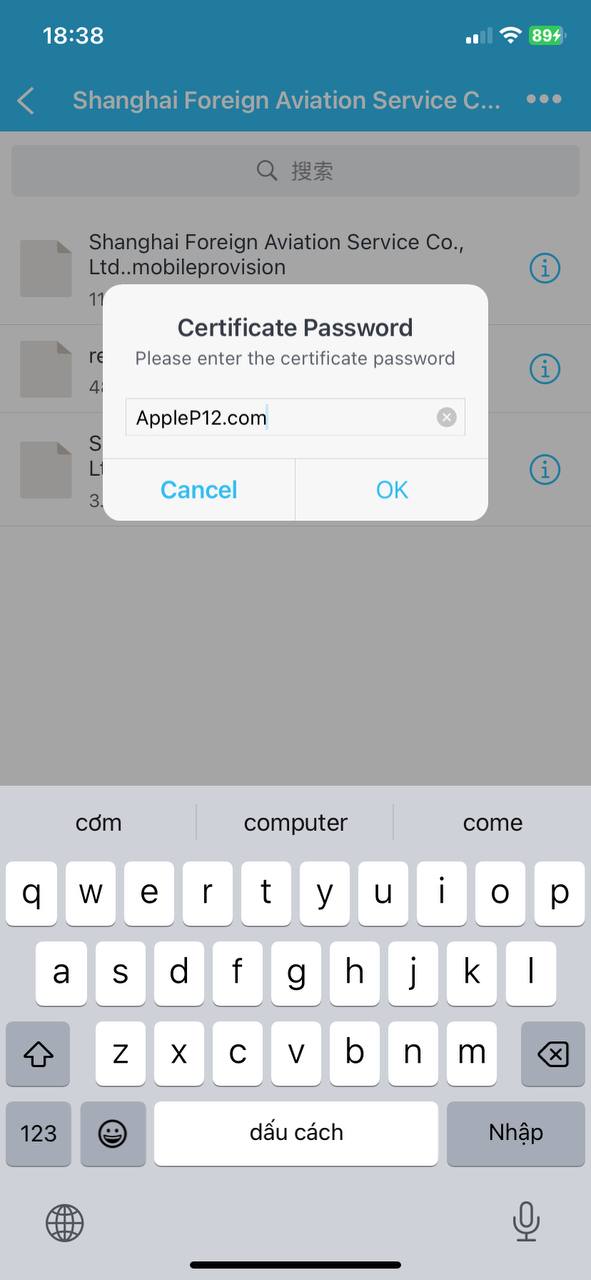 18:38
89
Shanghai Foreign Aviation Service C...
搜索
Shanghai Foreign Aviation Service Co.,
Ltd..mobileprovision
11
Certificate Password
Please enter the certificate password
re
48
AppleP12.com
S
Lt
3.
Cancel
OK
cơm
computer
come
q w e r t y u i o p
a s d f g h j k l
z x c v b n m
123
dấu cách
Nhập